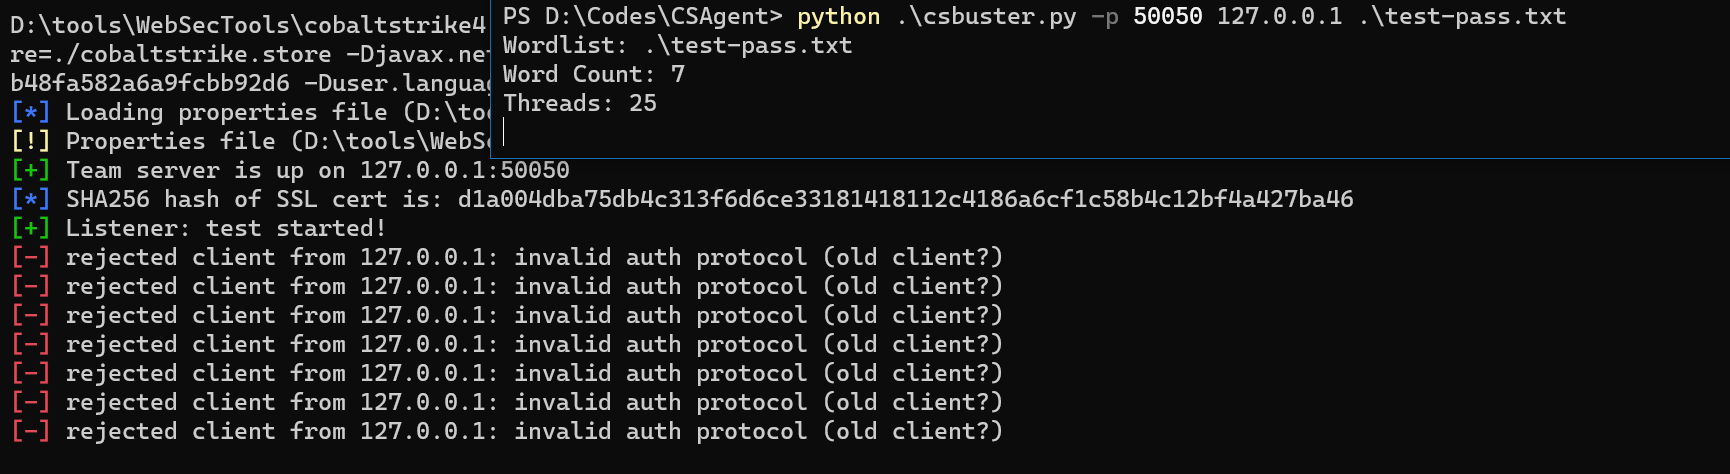 D:\tools\WebSecTools\cobaltstrike4
re=./cobaltstrike.store -Djavax.net
b48fa582a6a9fcbb92d6 -Duser.languag
[*] Loading properties file (D:\too
[!] Properties file (D:\tools\WebSe
[+] Team server is up on 127.0.0.1:50050
[*] SHA256 hash of SSL cert is: d1a004dba75db4c313f6d6ce33181418112c4186a6cf1c58b4c12bf4a427ba46
[+] Listener: test started!
[-] rejected client from 127.0.0.1: invalid auth protocol (old client?)
[-] rejected client from 127.0.0.1: invalid auth protocol (old client?)
[-] rejected client from 127.0.0.1: invalid auth protocol (old client?)
[-] rejected client from 127.0.0.1: invalid auth protocol (old client?)
[-] rejected client from 127.0.0.1: invalid auth protocol (old client?)
[-] rejected client from 127.0.0.1: invalid auth protocol (old client?)
[-] rejected client from 127.0.0.1: invalid auth protocol (old client?)
PS D:\Codes\CSAgent> python .\csbuster.py -p 50050 127.0.0.1 .\test-pass.txt
Wordlist: .\test-pass.txt
Word Count: 7
Threads: 25